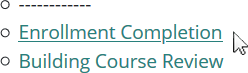 ------------
Enrollment Completion
Building Course Review